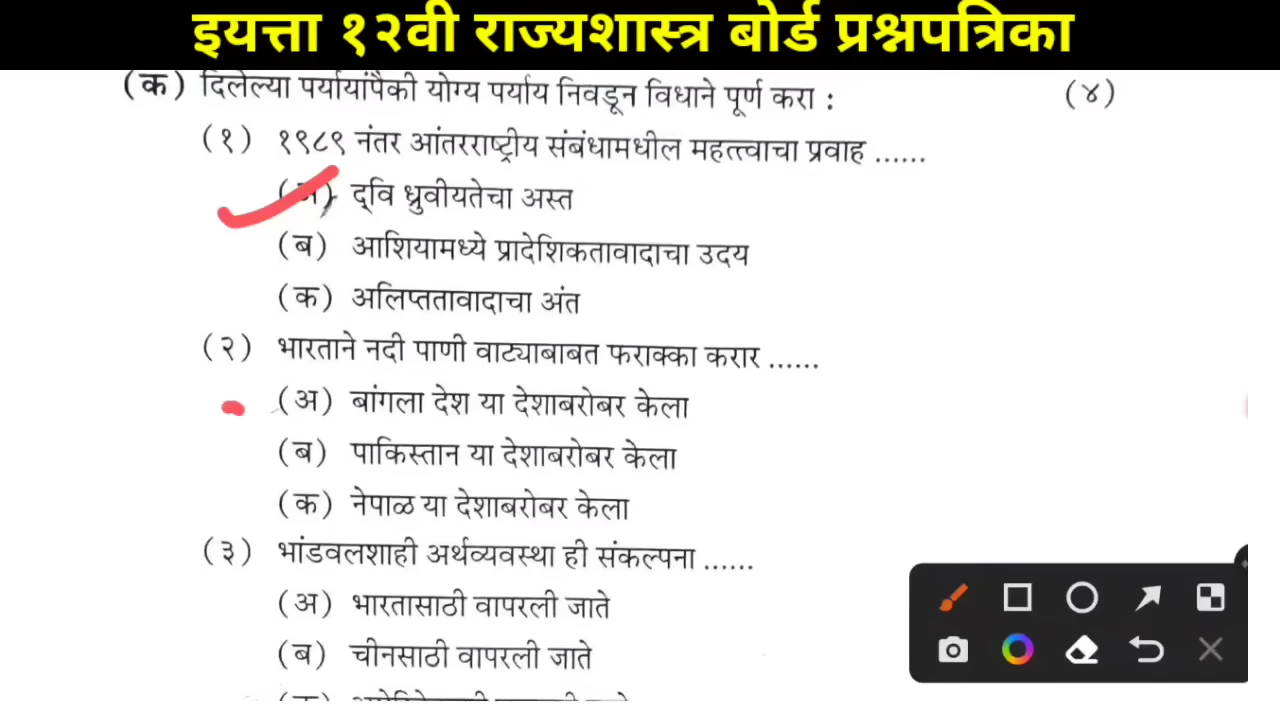 इयत्ता १२वी राज्यशास्त्र बोर्ड प्रश्नपत्रिका
(क) दिलेल्या पर्यायांपैकी योग्य पर्याय निवडून विधाने पूर्ण करा : (४)
(१) १९८९ नंतर आंतरराष्ट्रीय संबंधामधील महत्त्वाचा प्रवाह ......
(अ) द्‌वि ध्रुवीयतेचा अस्त
(ब) आशियामध्ये प्रादेशिकतावादाचा उदय
(क) अलिप्ततावादाचा अंत
(२) भारताने नदी पाणी वाट्याबाबत फराक्का करार ......
(अ) बांगला देश या देशाबरोबर केला
(ब) पाकिस्तान या देशाबरोबर केला
(क) नेपाळ या देशाबरोबर केला
(३) भांडवलशाही अर्थव्यवस्था ही संकल्पना ......
(अ) भारतासाठी वापरली जाते
(ब) चीनसाठी वापरली जाते